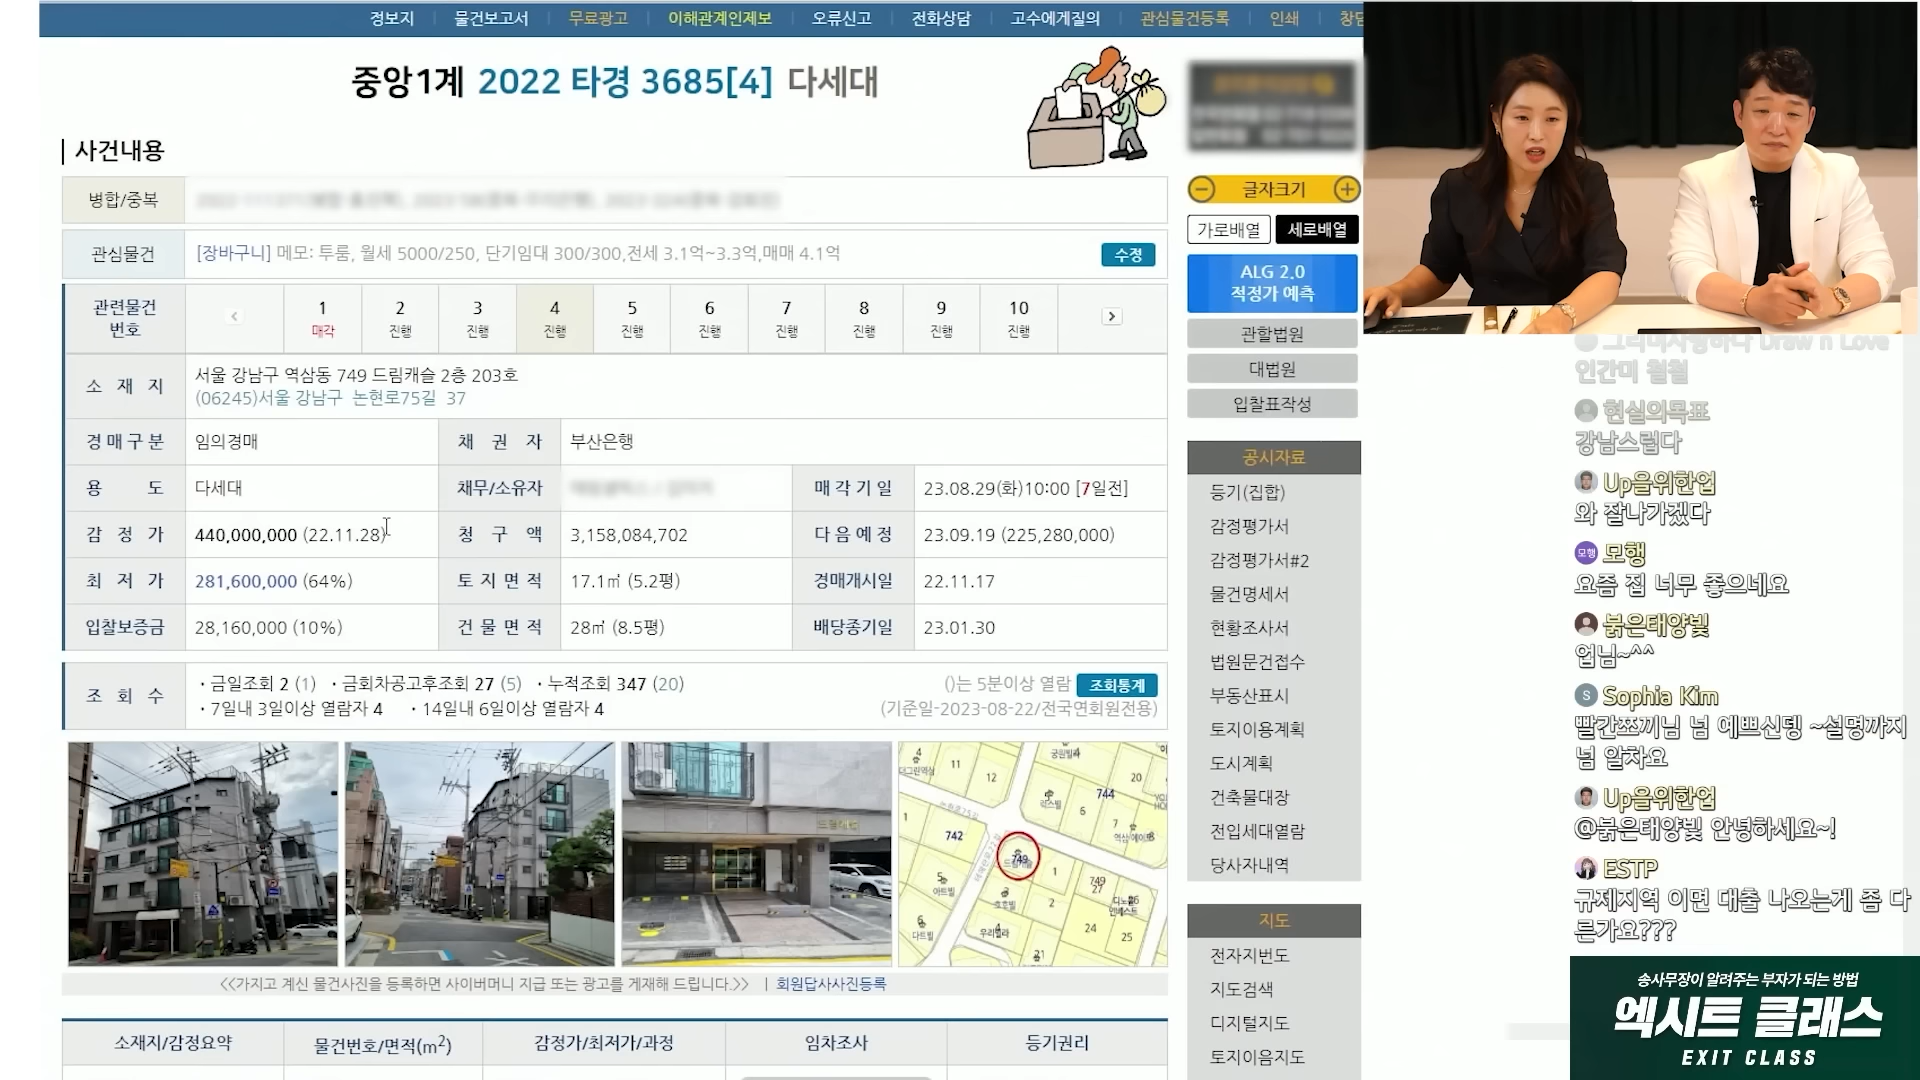 정보지 물건보고서 무료광고 이해관계인제보 오류신고 전화상담 고수에게질의 관심물건등록 인쇄
중앙1계 2022 타경 3685[4] 다세대
사건내용
병합/중복
관심물건 [장바구니] 메모: 투룸, 월세 5000/250, 단기임대 300/300,전세 3.1억~3.3억,매매 4.1억 수정
관련물건
번호
1 2 3 4 5 6 7 8 9 10
매각 진행 진행 진행 진행 진행 진행 진행 진행 진행
소 재 지 서울 강남구 역삼동 749 드림캐슬 2층 203호
(06245)서울 강남구 논현로75길 37
경매구분 임의경매 채 권 자 부산은행
용 도 다세대 채무/소유자 매각기일 23.08.29(화)10:00 [7일전]
감 정 가 440,000,000 (22.11.28) 청 구 액 3,158,084,702 다음예정 23.09.19 (225,280,000)
최 저 가 281,600,000 (64%) 토지면적 17.1㎡ (5.2평) 경매개시일 22.11.17
입찰보증금 28,160,000 (10%) 건물면적 28㎡ (8.5평) 배당종기일 23.01.30
조 회 수 ·금일조회 2 (1) ·금회차공고후조회 27 (5) ·누적조회 347 (20) ()는 5분이상 열람 조회통계
·7일내 3일이상 열람자 4 ·14일내 6일이상 열람자 4 (기준일-2023-08-22/전국연회원전용)
<<가지고 계신 물건사진을 등록하면 사이버머니 지급 또는 광고를 게재해 드립니다.>> | 회원답사사진등록
소재지/감정요약 물건번호/면적(m2) 감정가/최저가/과정 임차조사 등기권리
글자크기
가로배열 세로배열
ALG 2.0
적정가 예측
관할법원
대법원
입찰표작성
공시자료
등기(집합)
감정평가서
감정평가서#2
물건명세서
현황조사서
법원문건접수
부동산표시
토지이용계획
도시계획
건축물대장
전입세대열람
당사자내역
지도
전자지번도
지도검색
디지털지도
토지이음지도
인간미 철철
현실의목표
강남스럽다
Up을위한업
와 잘나가겠다
모행
요즘 집 너무 좋으네요
붉은태양빛
업님~^^
Sophia Kim
빨간쪼끼님 넘 예쁘신뎅 ~설명까지
넘 알차요
Up을위한업
@붉은태양빛 안녕하세요~!
ESTP
규제지역 이면 대출 나오는게 좀 다
른가요???
송사무장이 알려주는 부자가 되는 방법
엑시트 클래스
EXIT CLASS